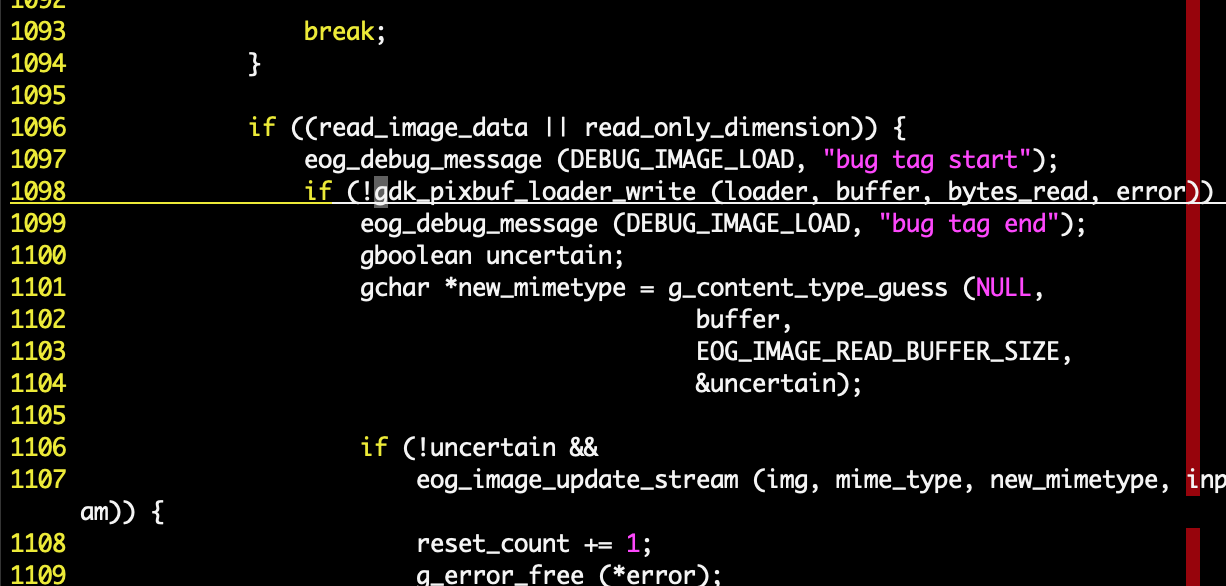 1092
1093 break;
1094 }
1095
1096 if ((read_image_data || read_only_dimension)) {
1097 eog_debug_message (DEBUG_IMAGE_LOAD, "bug tag start");
1098 if (!gdk_pixbuf_loader_write (loader, buffer, bytes_read, error))
1099 eog_debug_message (DEBUG_IMAGE_LOAD, "bug tag end");
1100 gboolean uncertain;
1101 gchar *new_mimetype = g_content_type_guess (NULL,
1102 buffer,
1103 EOG_IMAGE_READ_BUFFER_SIZE,
1104 &uncertain);
1105
1106 if (!uncertain &&
1107 eog_image_update_stream (img, mime_type, new_mimetype, inp
am)) {
1108 reset_count += 1;
1109 g_error_free (*error);